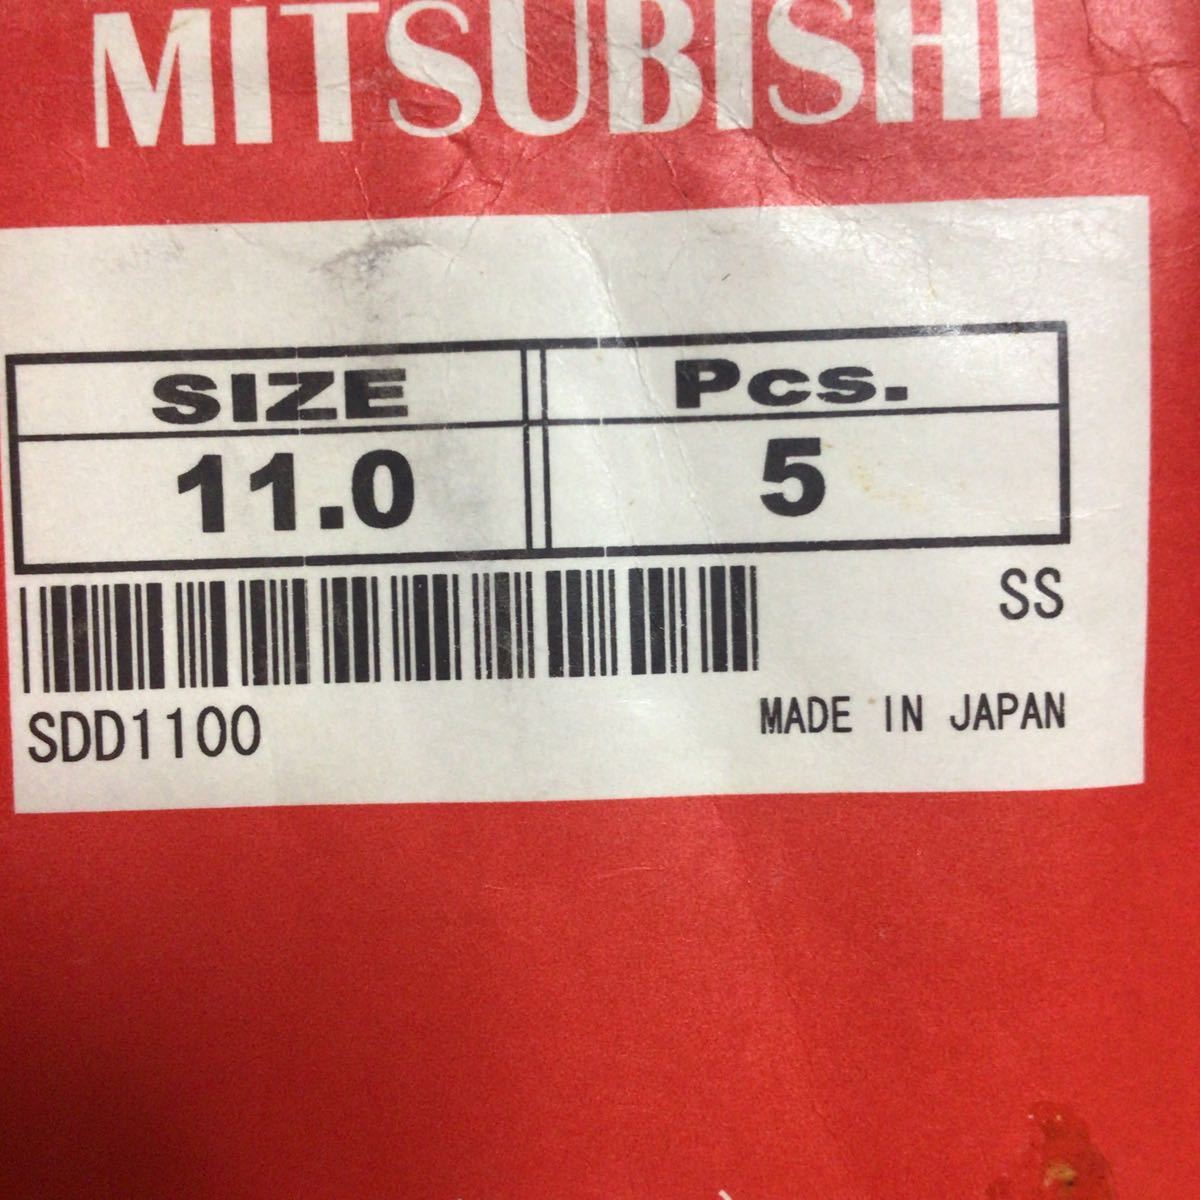 MITSUBISHI
SIZE Pcs.
11.0 5
SS
SDD1100 MADE IN JAPAN